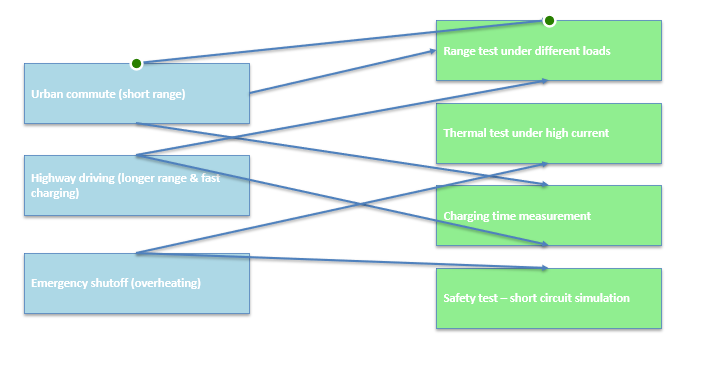 Urban commute (short range)
Highway driving (longer range & fast
charging)
Emergency shutoff (overheating)
Range test under different loads
Thermal test under high current
Charging time measurement
Safety test – short circuit simulation